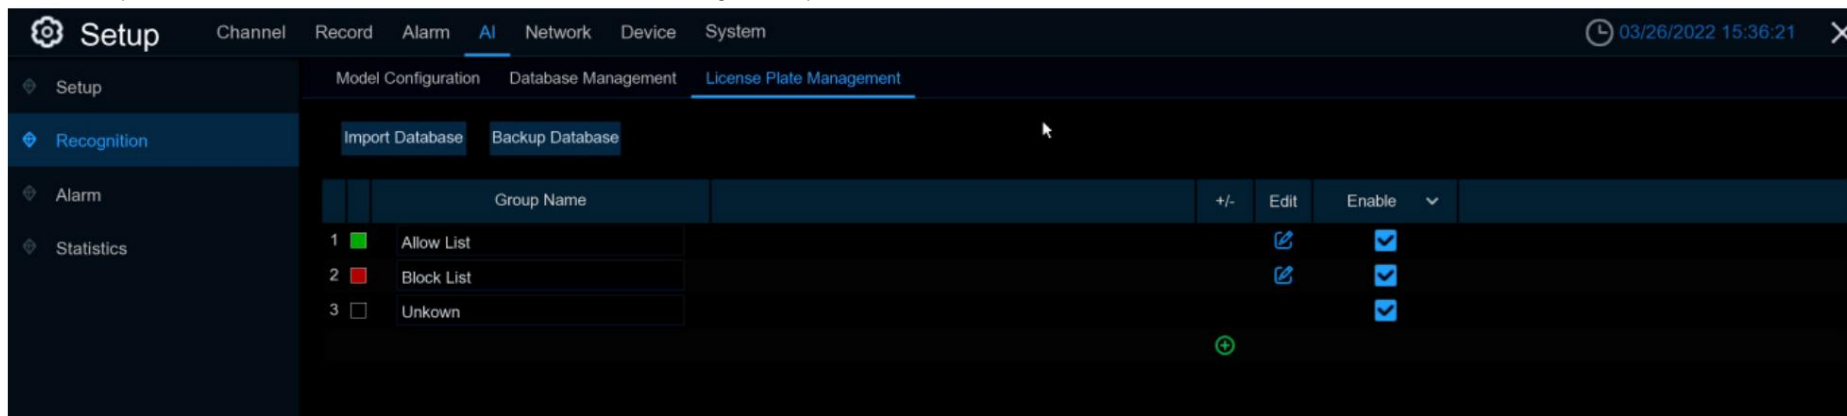 Setup Channel Record Alarm AI Network Device System 03/26/2022 15:36:21
Setup Model Configuration Database Management License Plate Management
Recognition Import Database Backup Database
Alarm Group Name +/- Edit Enable
1 Allow List
Statistics
2 Block List
3 Unkown